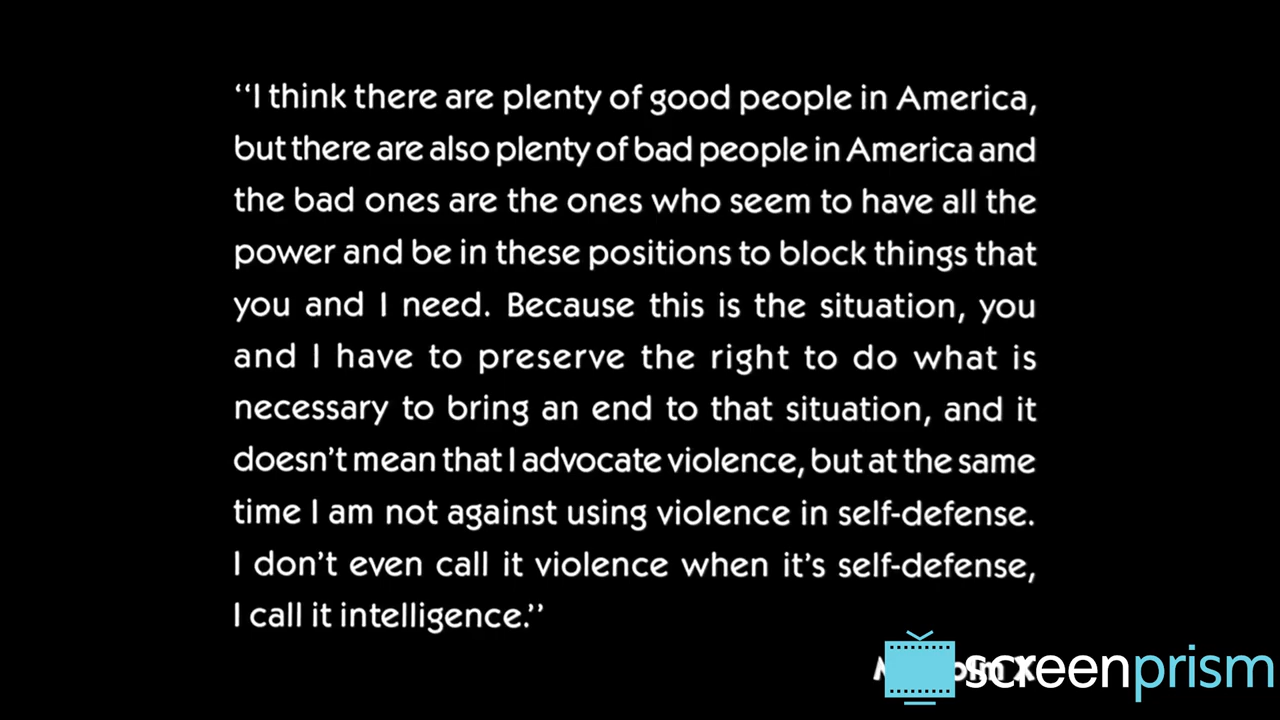 ‘‘I think there are plenty of good people in America,
but there are also plenty of bad people in America and
the bad ones are the ones who seem to have all the
power and be in these positions to block things that
you and I need. Because this is the situation, you
and I have to preserve the right to do what is
necessary to bring an end to that situation, and it
doesn’t mean that I advocate violence, but at the same
time I am not against using violence in self-defense.
I don’t even call it violence when it’s self-defense,
I call it intelligence.’’
screenprism